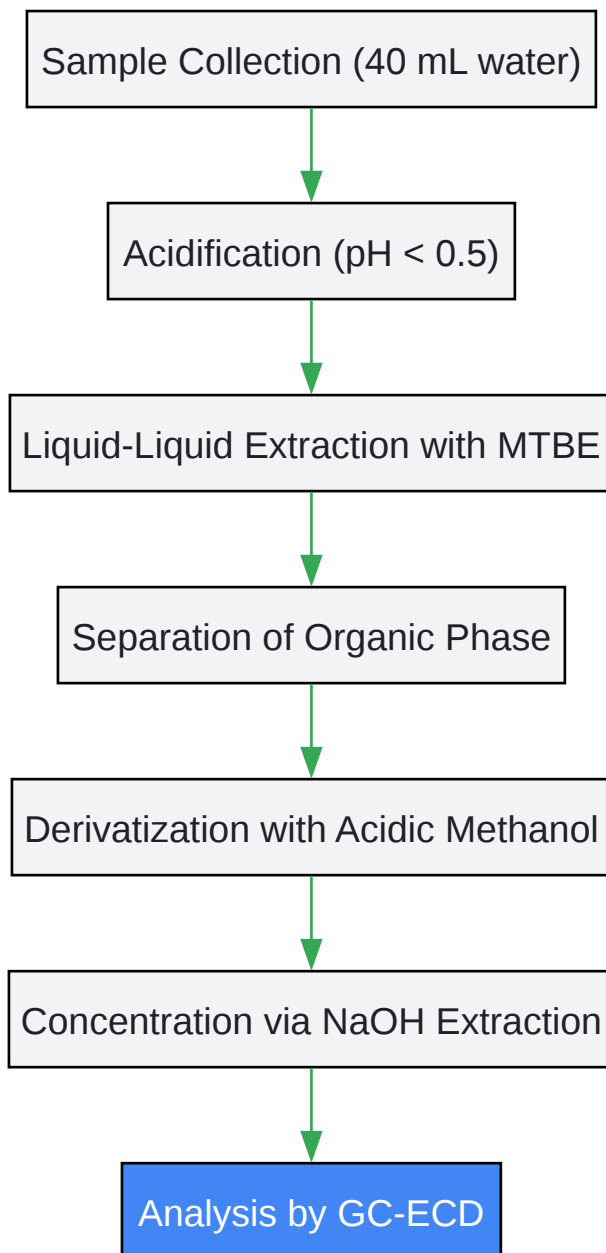 Sample Collection (40 mL water)
Acidification (pH < 0.5)
Liquid-Liquid Extraction with MTBE
Separation of Organic Phase
Derivatization with Acidic Methanol
Concentration via NaOH Extraction
Analysis by GC-ECD